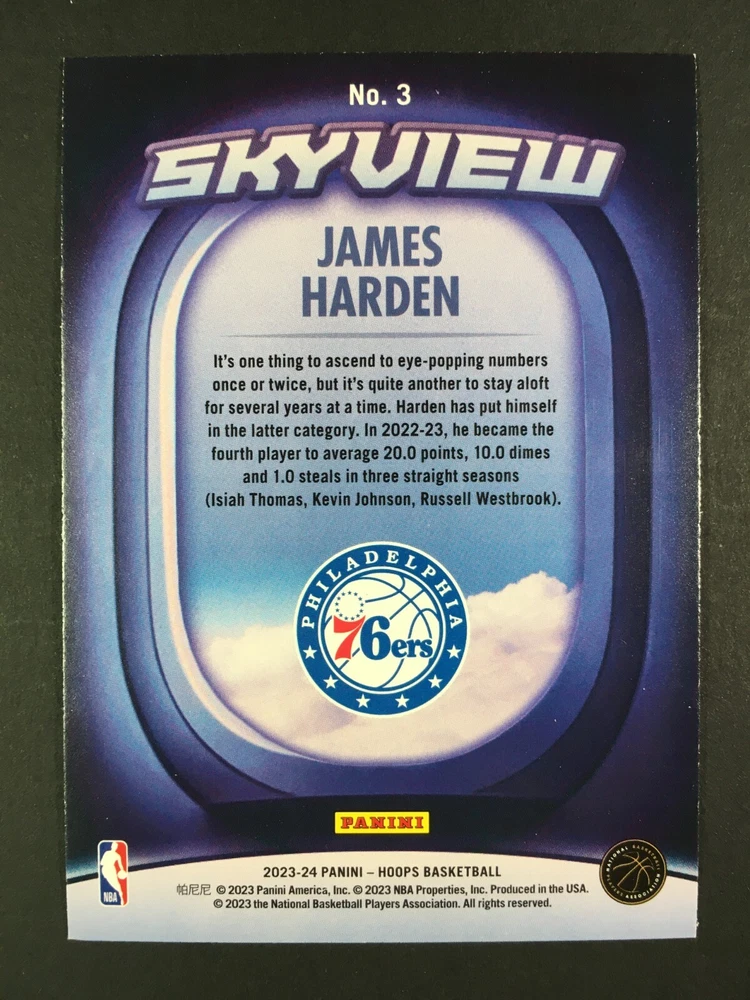 No. 3
SKYVIEW
JAMES
HARDEN
It's one thing to ascend to eye-popping numbers
once or twice, but it's quite another to stay aloft
for several years at a time. Harden has put himself
in the latter category. In 2022-23, he became the
fourth player to average 20.0 points, 10.0 dimes
and 1.0 steals in three straight seasons
(Isiah Thomas, Kevin Johnson, Russell Westbrook).
PHILADELPHIA
76ers
PANINI
2023-24 PANINI – HOOPS BASKETBALL
帕尼尼 © 2023 Panini America, Inc. © 2023 NBA Properties, Inc. Produced in the USA.
© 2023 the National Basketball Players Association. All rights reserved.
NBA
NATIONAL BASKETBALL
PLAYERS ASSOCIATION